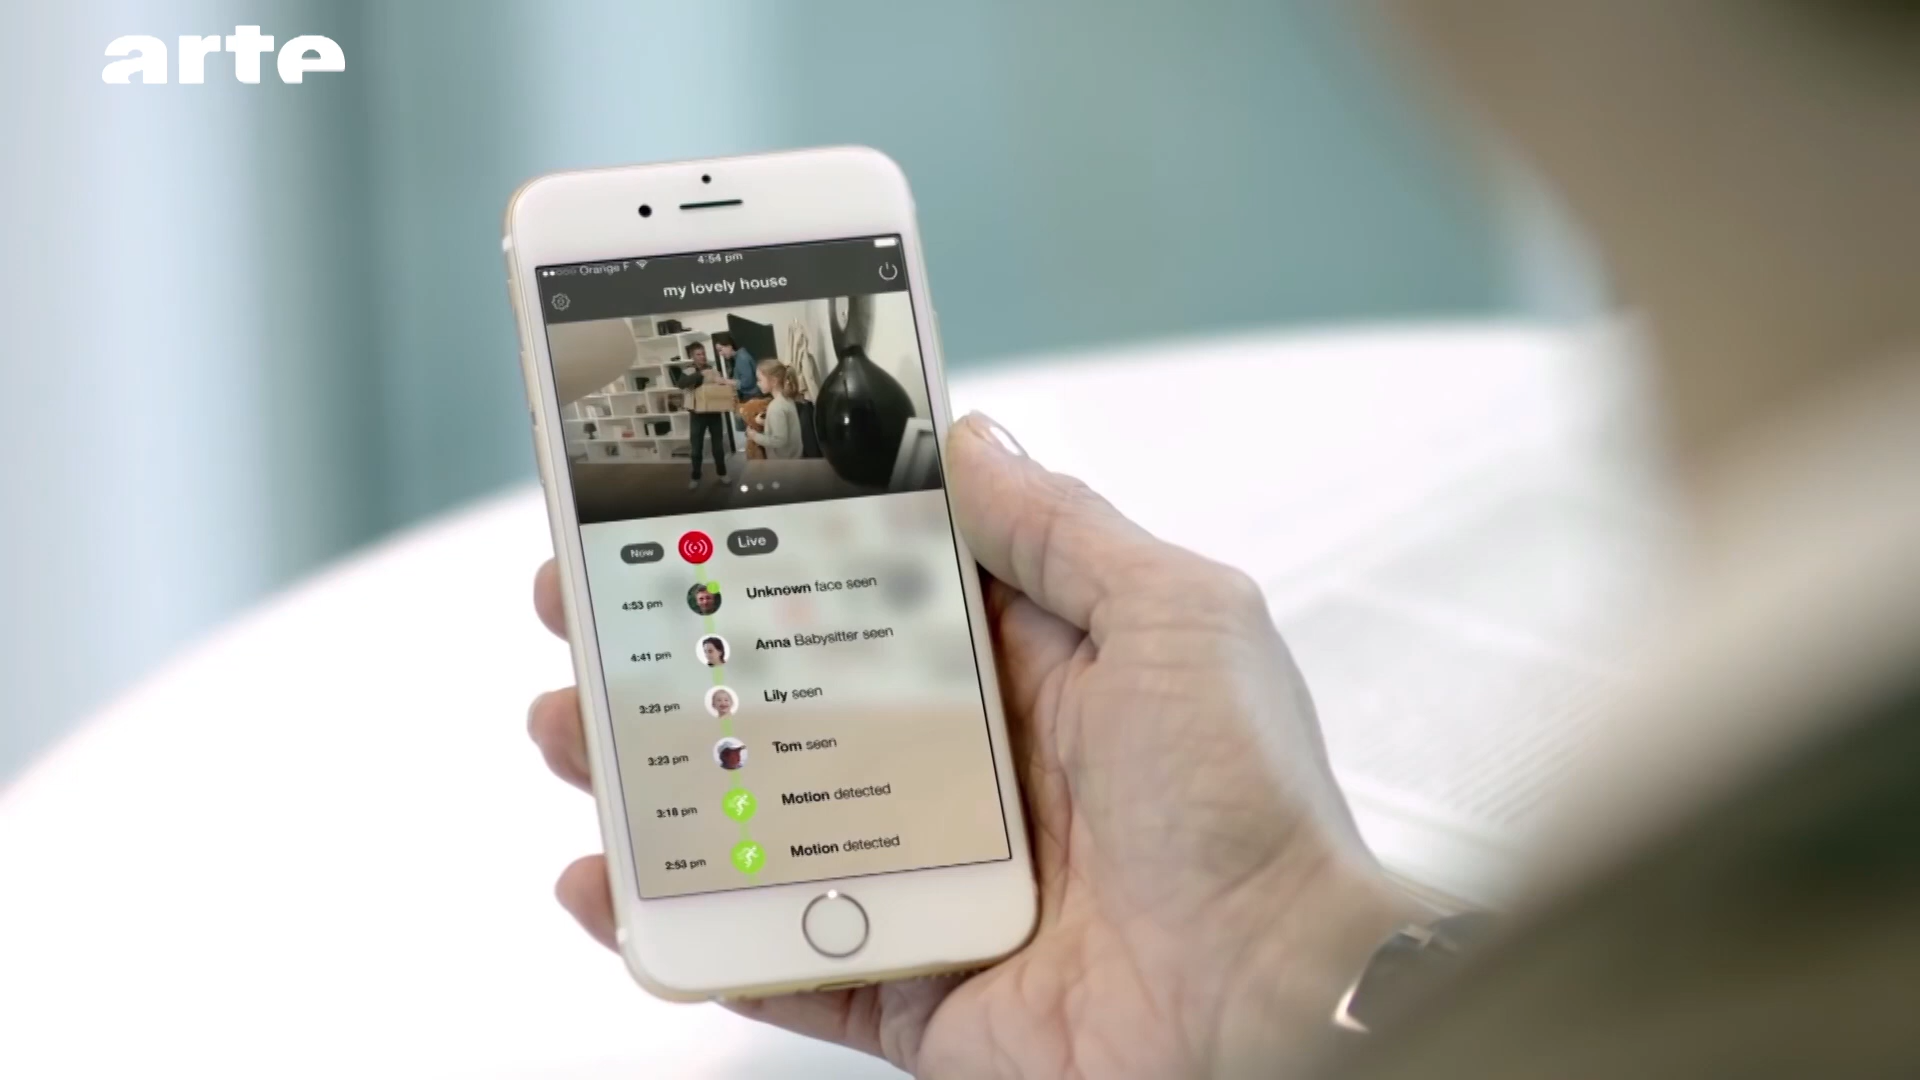 arte
Orange F
4:54 pm
my lovely house
Now
Live
4:53 pm
Unknown face seen
4:41 pm
Anna Babysitter seen
3:23 pm
Lily seen
3:23 pm
Tom seen
3:18 pm
Motion detected
2:53 pm
Motion detected